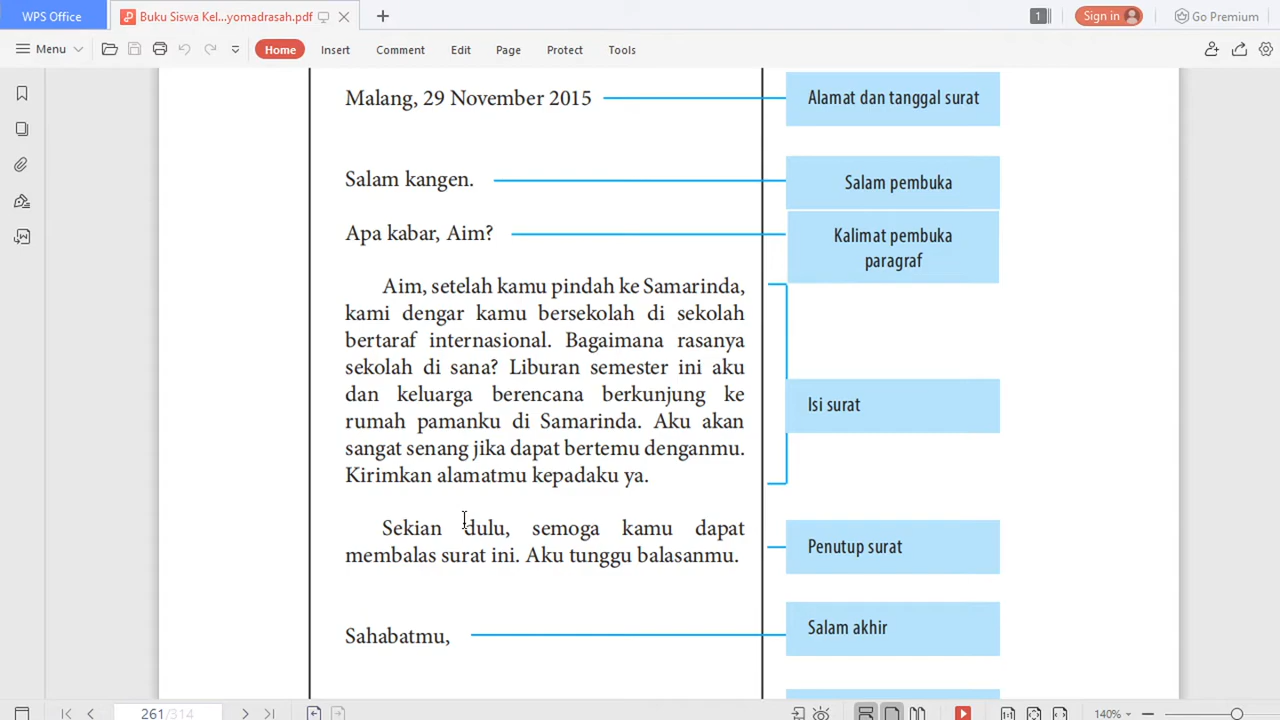 WPS Office
Buku Siswa Kel...yomadrasah.pdf
1
Sign in
Go Premium
Menu
Home
Insert
Comment
Edit
Page
Protect
Tools
Malang, 29 November 2015
Alamat dan tanggal surat
Salam kangen.
Salam pembuka
Apa kabar, Aim?
Kalimat pembuka
paragraf
Aim, setelah kamu pindah ke Samarinda,
kami dengar kamu bersekolah di sekolah
bertaraf internasional. Bagaimana rasanya
sekolah di sana? Liburan semester ini aku
dan keluarga berencana berkunjung ke
rumah pamanku di Samarinda. Aku akan
sangat senang jika dapat bertemu denganmu.
Kirimkan alamatmu kepadaku ya.
Isi surat
Sekian dulu, semoga kamu dapat
membalas surat ini. Aku tunggu balasanmu.
Penutup surat
Sahabatmu,
Salam akhir
261/314
140%